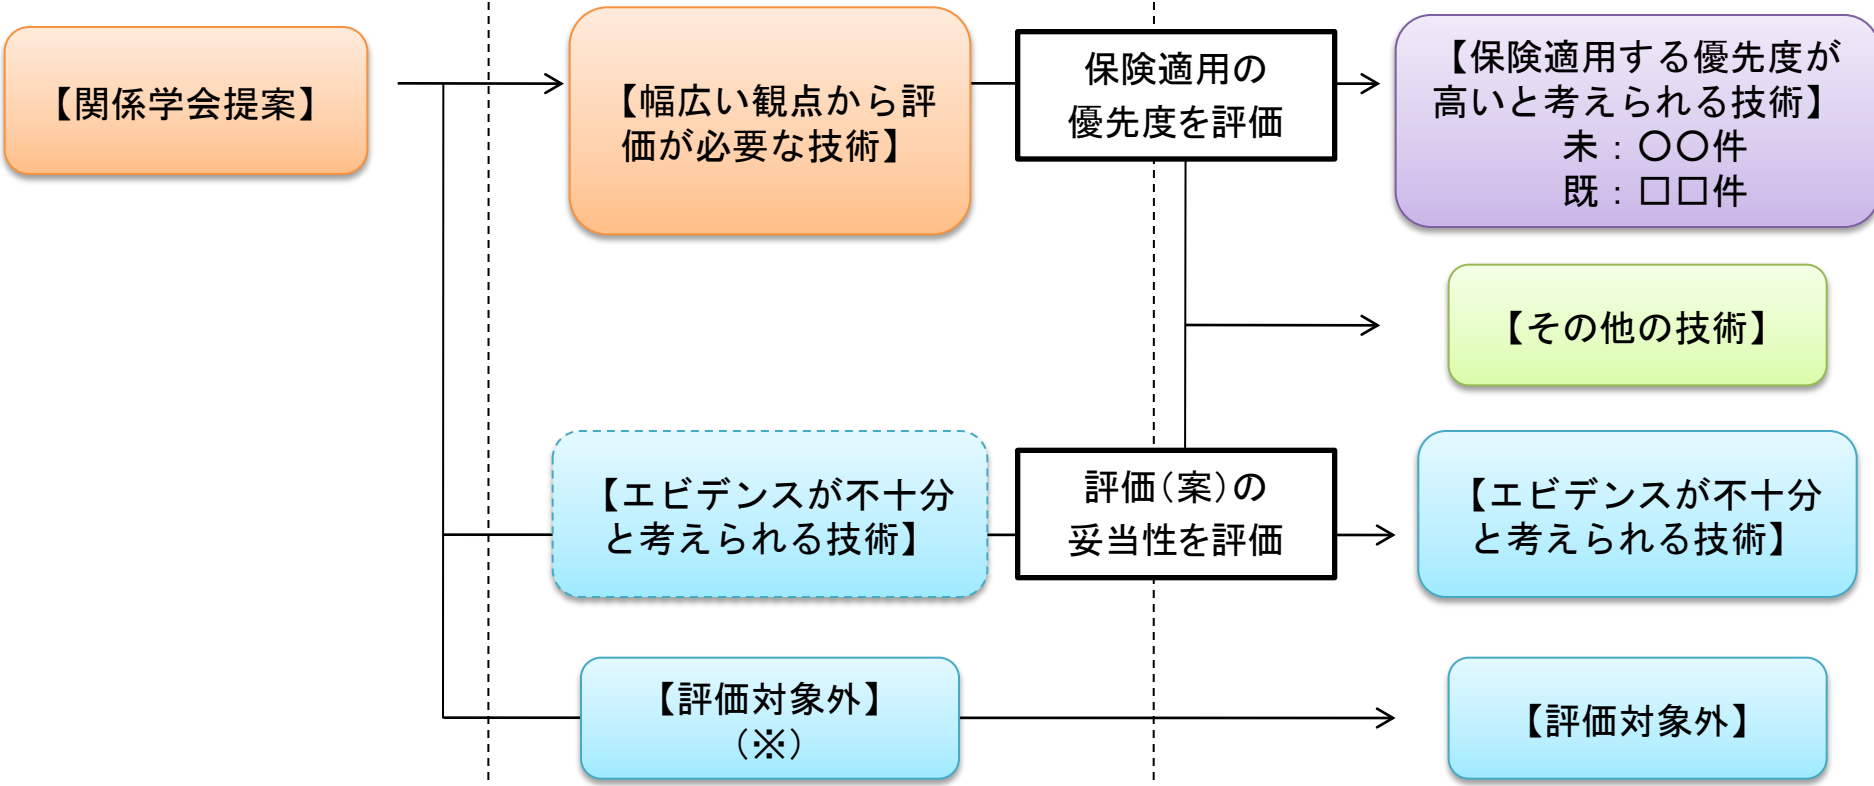 【関係学会提案】
【幅広い観点から評
価が必要な技術】
保険適用の
優先度を評価
【保険適用する優先度が
高いと考えられる技術】
未：〇〇件
既：□□件
【その他の技術】
【エビデンスが不十分
と考えられる技術】
評価（案）の
妥当性を評価
【エビデンスが不十分
と考えられる技術】
【評価対象外】
（※）
【評価対象外】